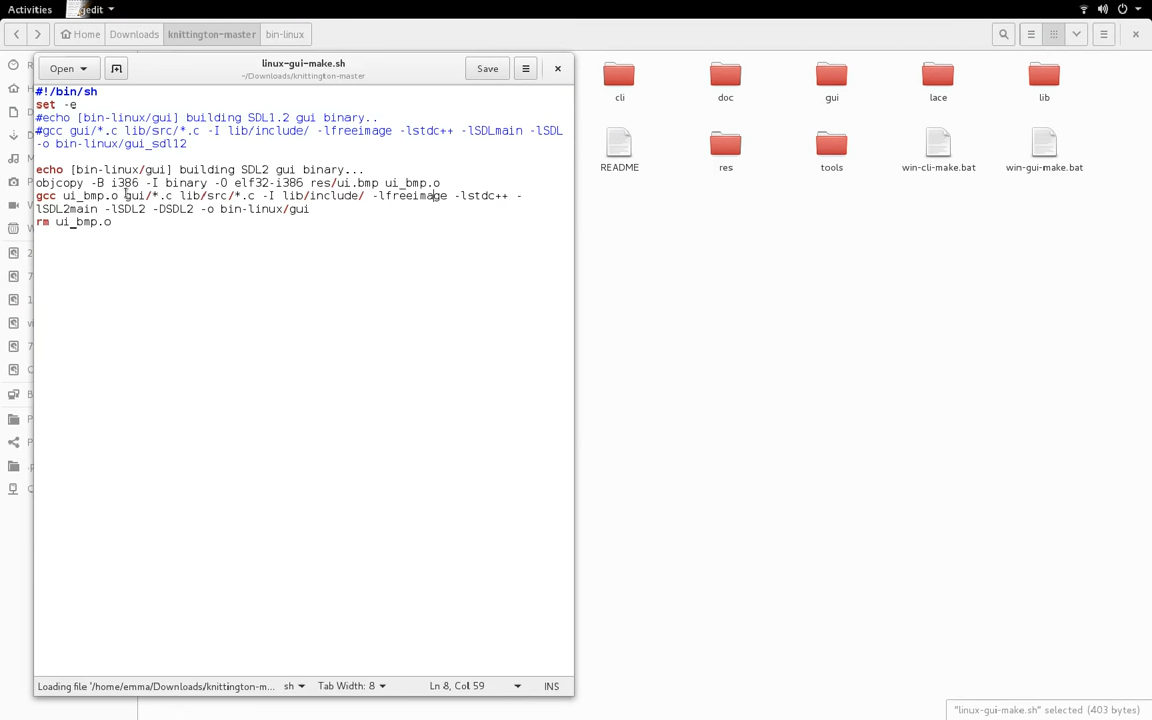 Activities gedit
Home Downloads knittington-master bin-linux
Open linux-gui-make.sh Save
~/Downloads/knittington-master
#!/bin/sh
set -e
#echo [bin-linux/gui] building SDL1.2 gui binary..
#gcc gui/*.c lib/src/*.c -I lib/include/ -lfreeimage -lstdc++ -lSDLmain -lSDL
-o bin-linux/gui_sdl12
echo [bin-linux/gui] building SDL2 gui binary...
objcopy -B i386 -I binary -O elf32-i386 res/ui.bmp ui_bmp.o
gcc ui_bmp.o gui/*.c lib/src/*.c -I lib/include/ -lfreeimage -lstdc++ -
lSDL2main -lSDL2 -DSDL2 -o bin-linux/gui
rm ui_bmp.o
cli doc gui lace lib
README res tools win-cli-make.bat win-gui-make.bat
R
H
D
D
M
P
V
T
2
7
1
vi
7
C
B
P
P
Loading file '/home/emma/Downloads/knittington-m... sh Tab Width: 8 Ln 8, Col 59 INS
"linux-gui-make.sh" selected (403 bytes)